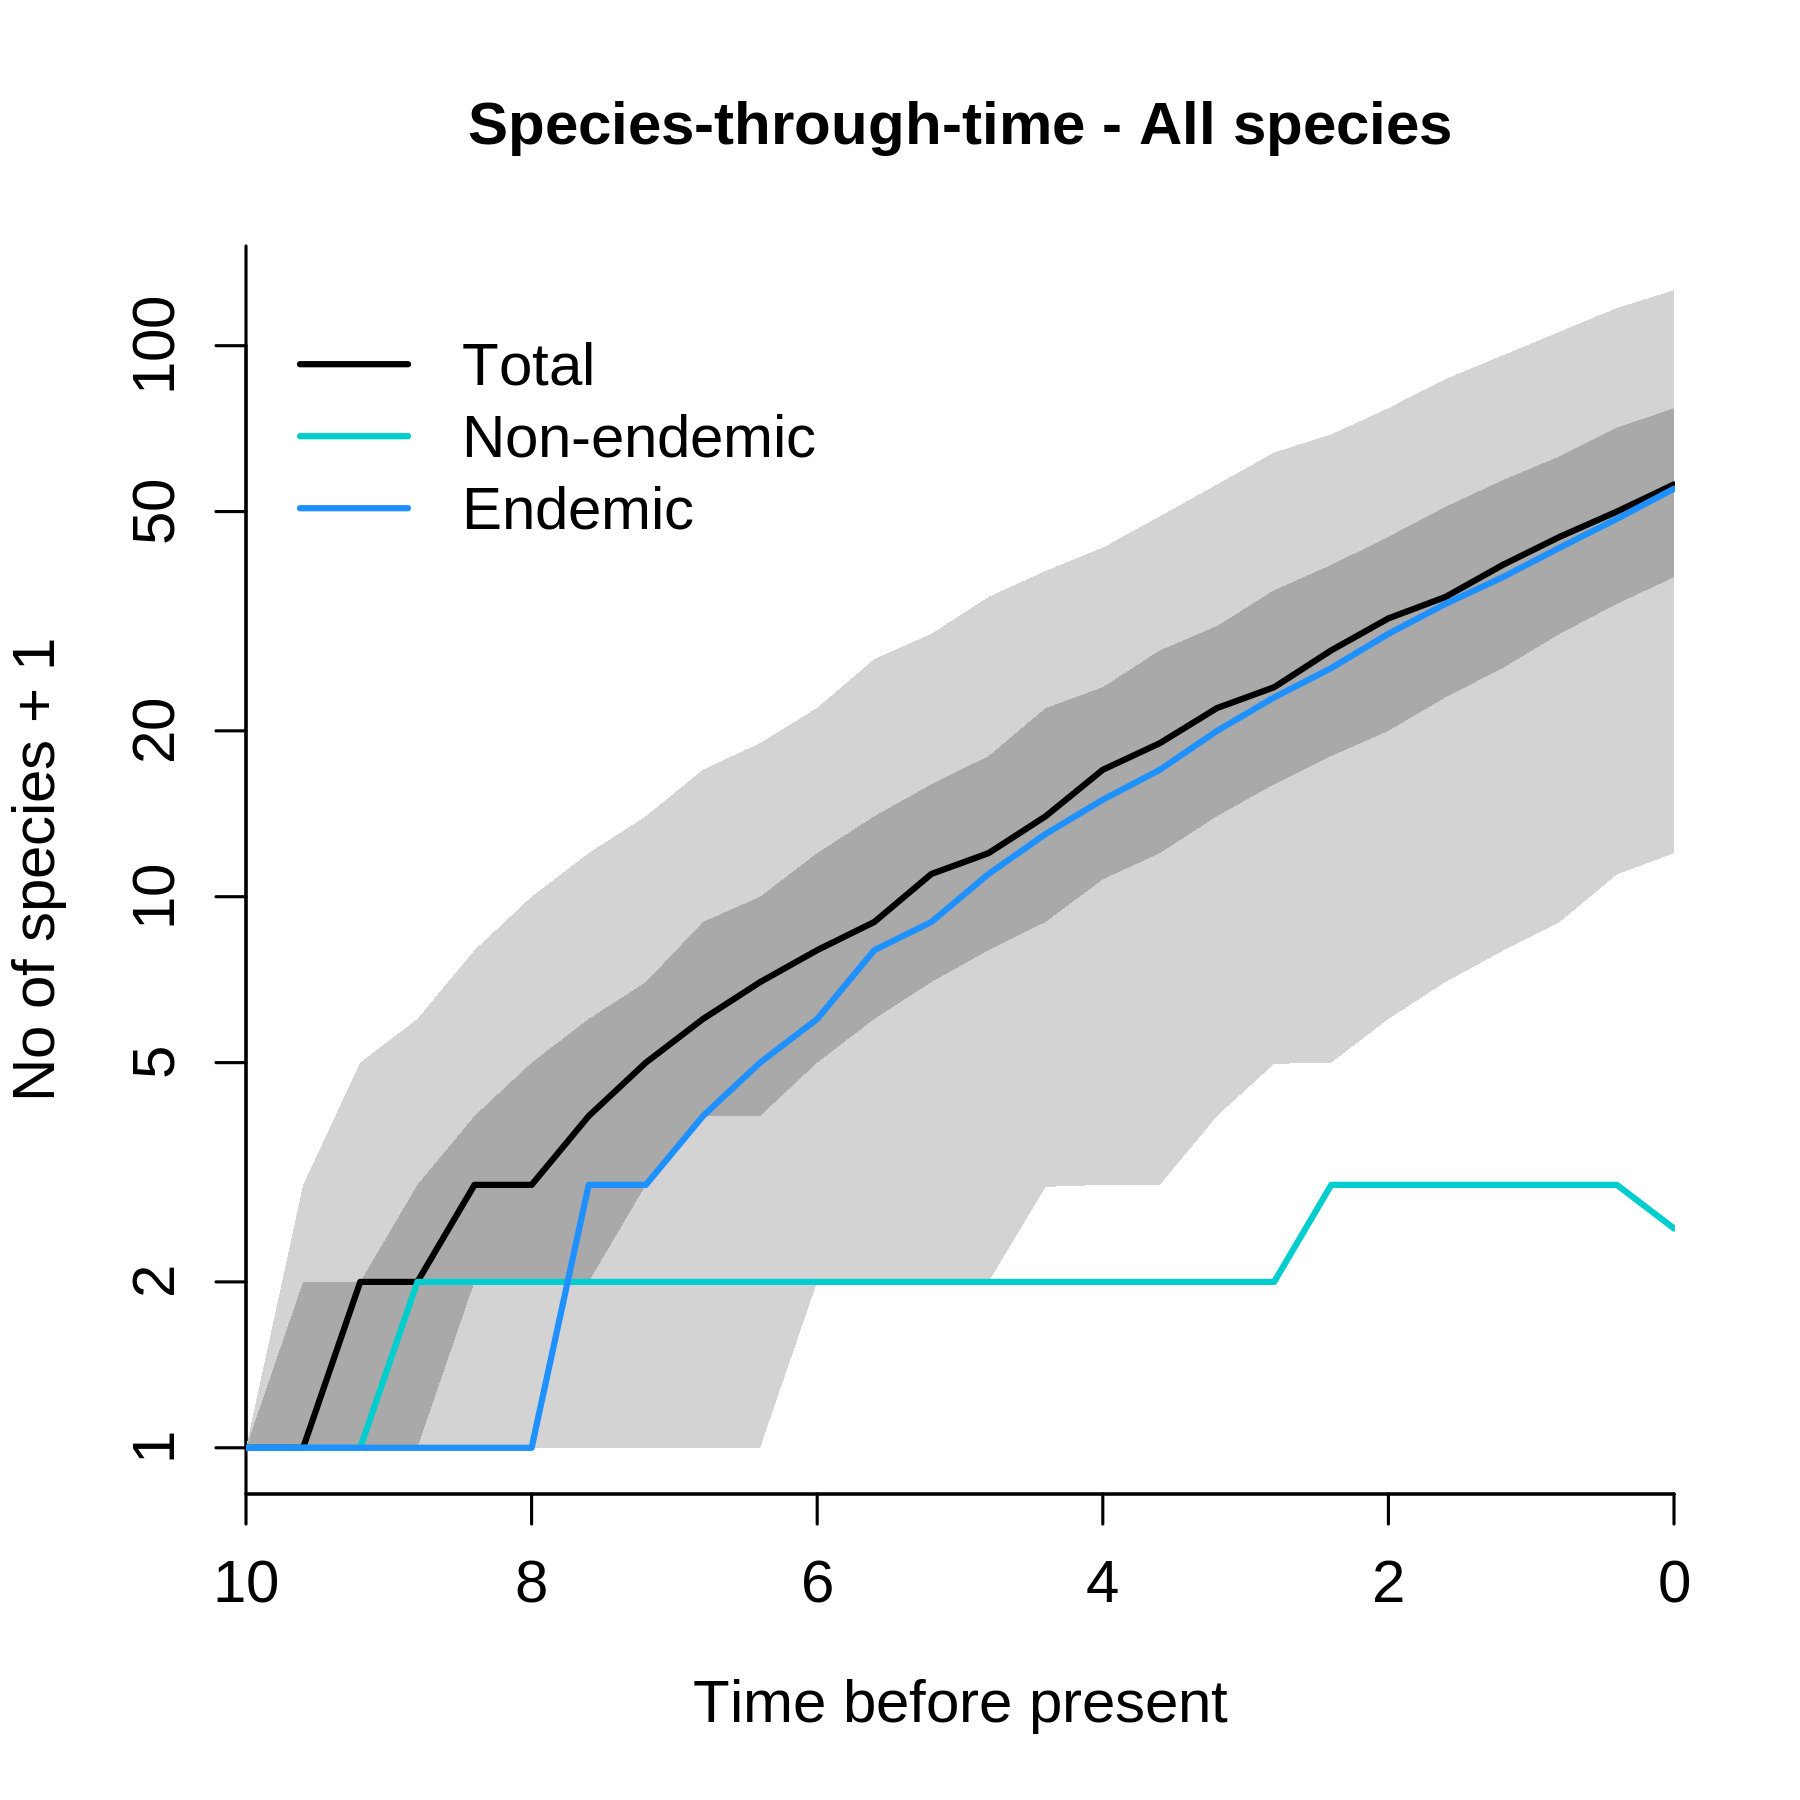 Species-through-time - All species
Total
Non-endemic
Endemic
No of species + 1
100
50
20
10
5
2
1
10 8 6 4 2 0
Time before present